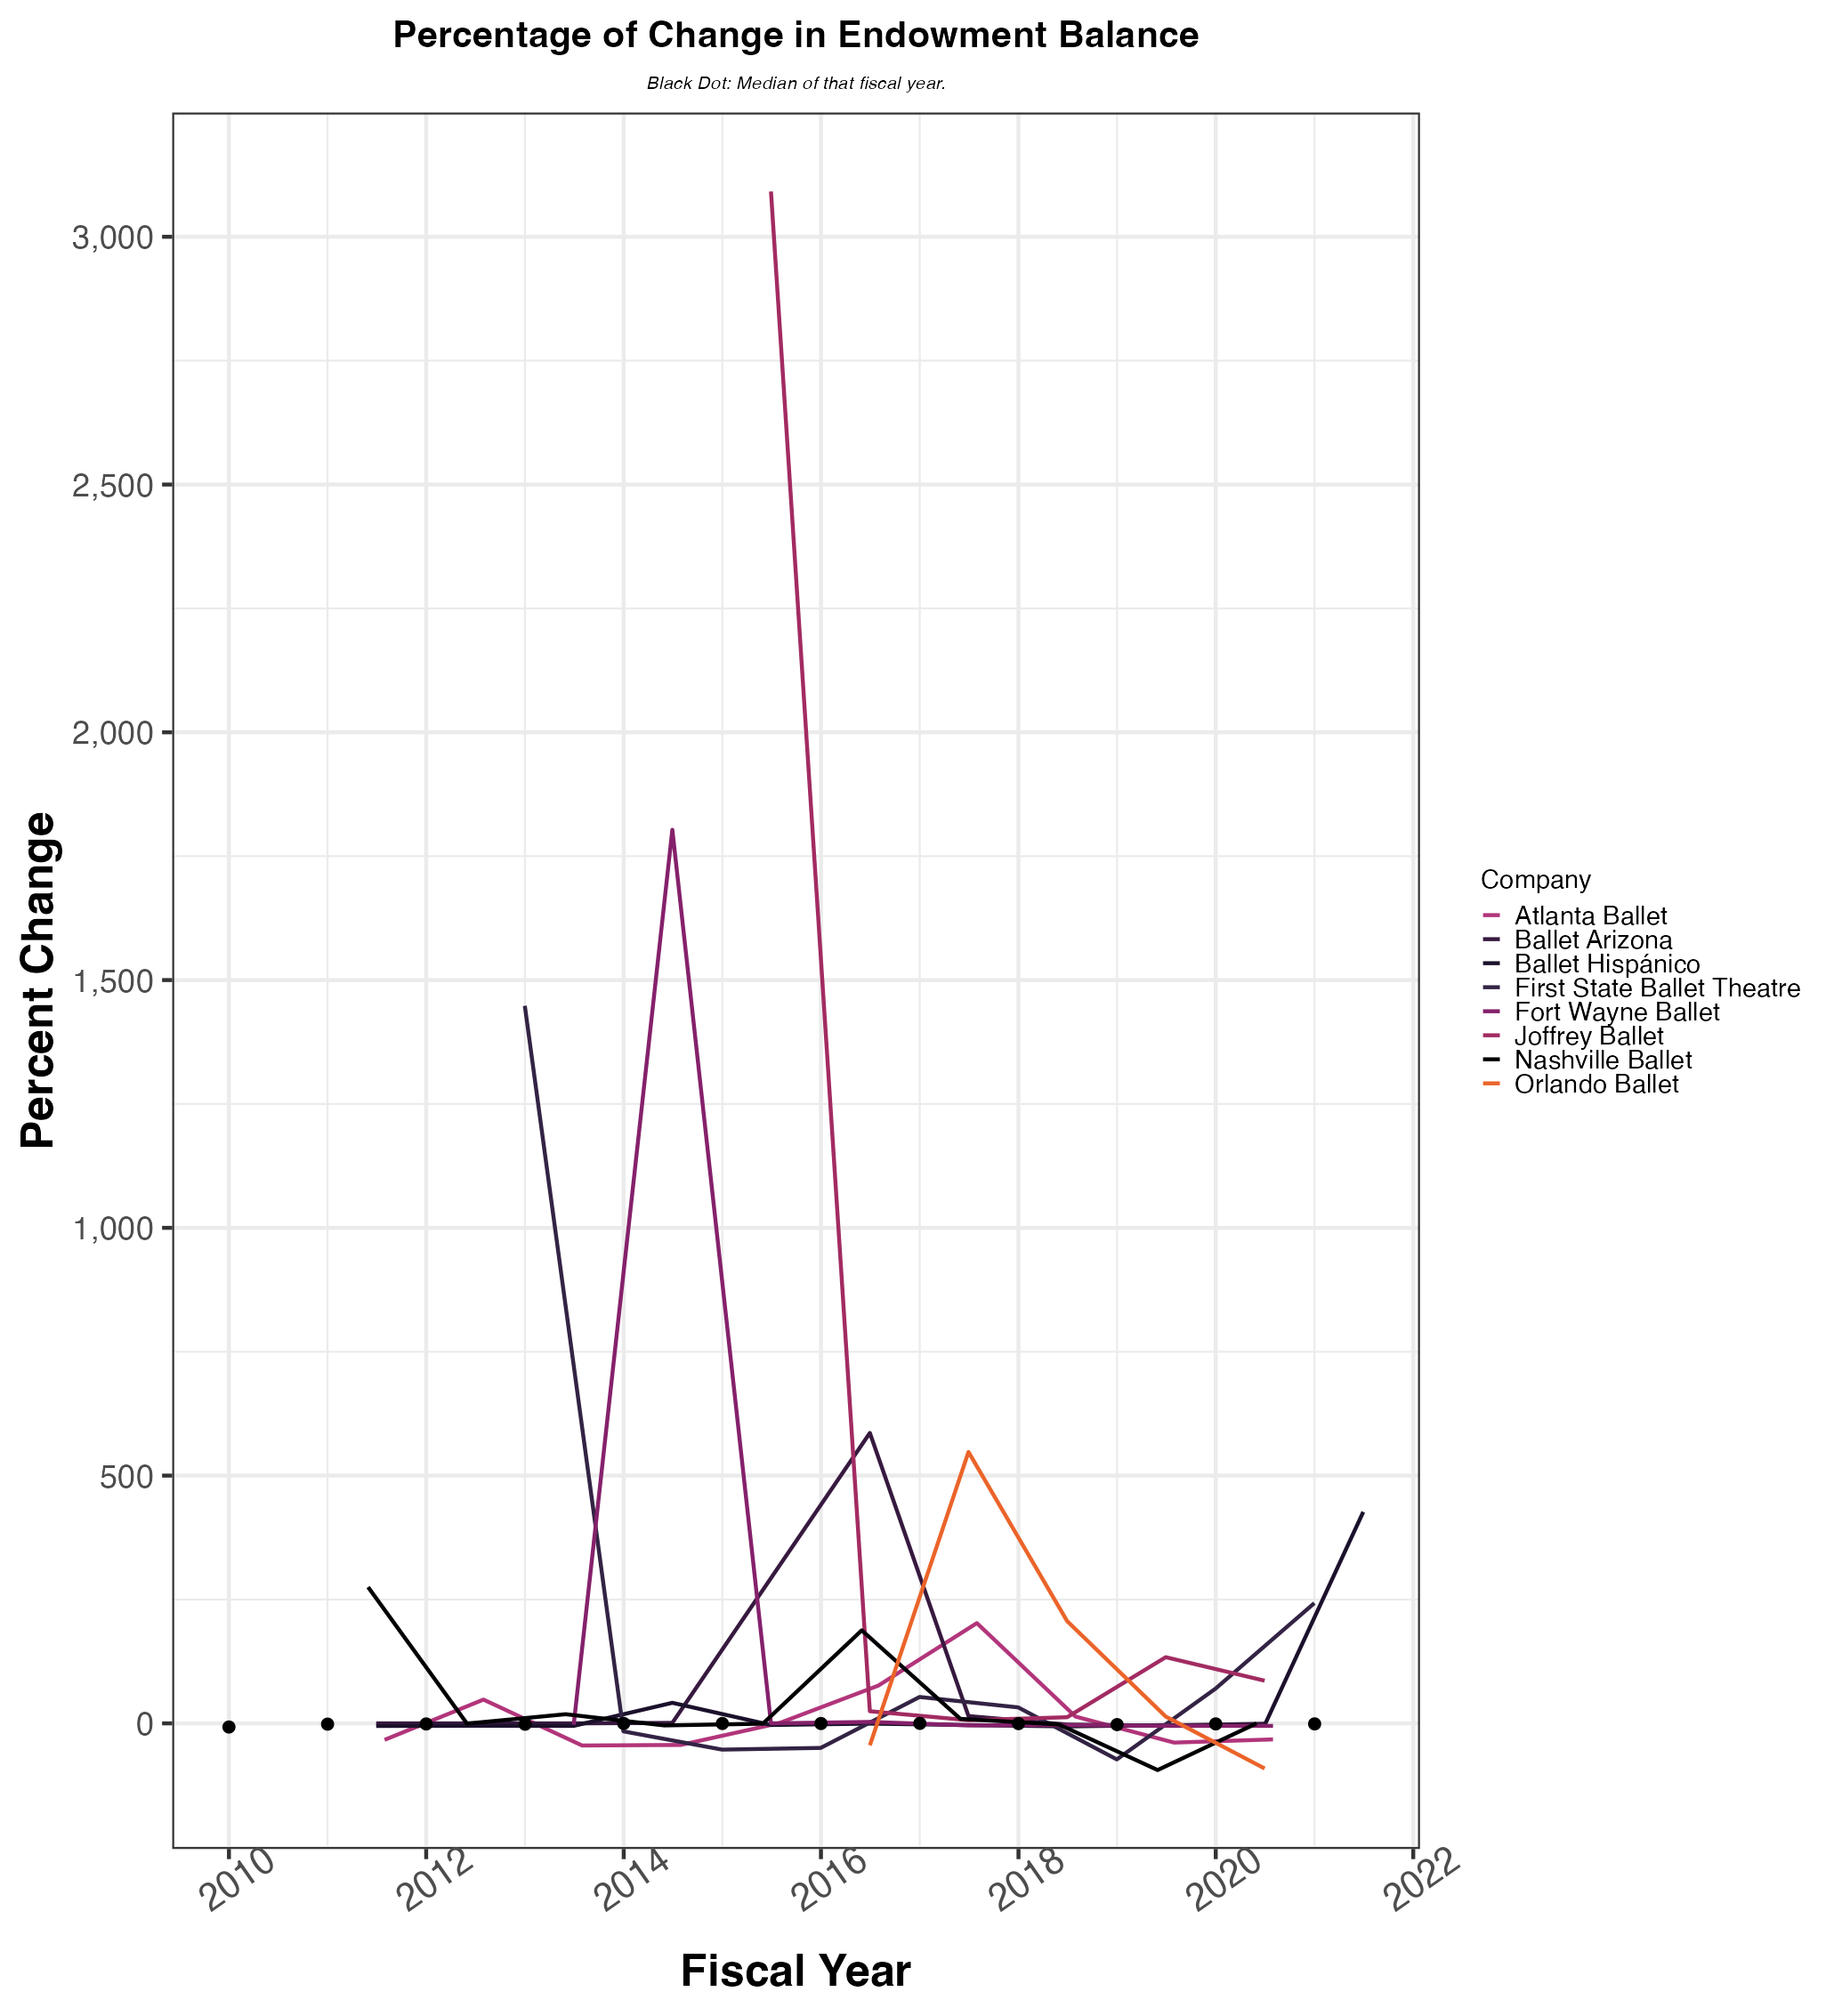 Percentage of Change in Endowment Balance
Black Dot: Median of that fiscal year.
Percent Change
3,000
2,500
2,000
1,500
1,000
500
0
2010
2012
2014
2016
2018
2020
2022
Fiscal Year
Company
Atlanta Ballet
Ballet Arizona
Ballet Hispánico
First State Ballet Theatre
Fort Wayne Ballet
Joffrey Ballet
Nashville Ballet
Orlando Ballet